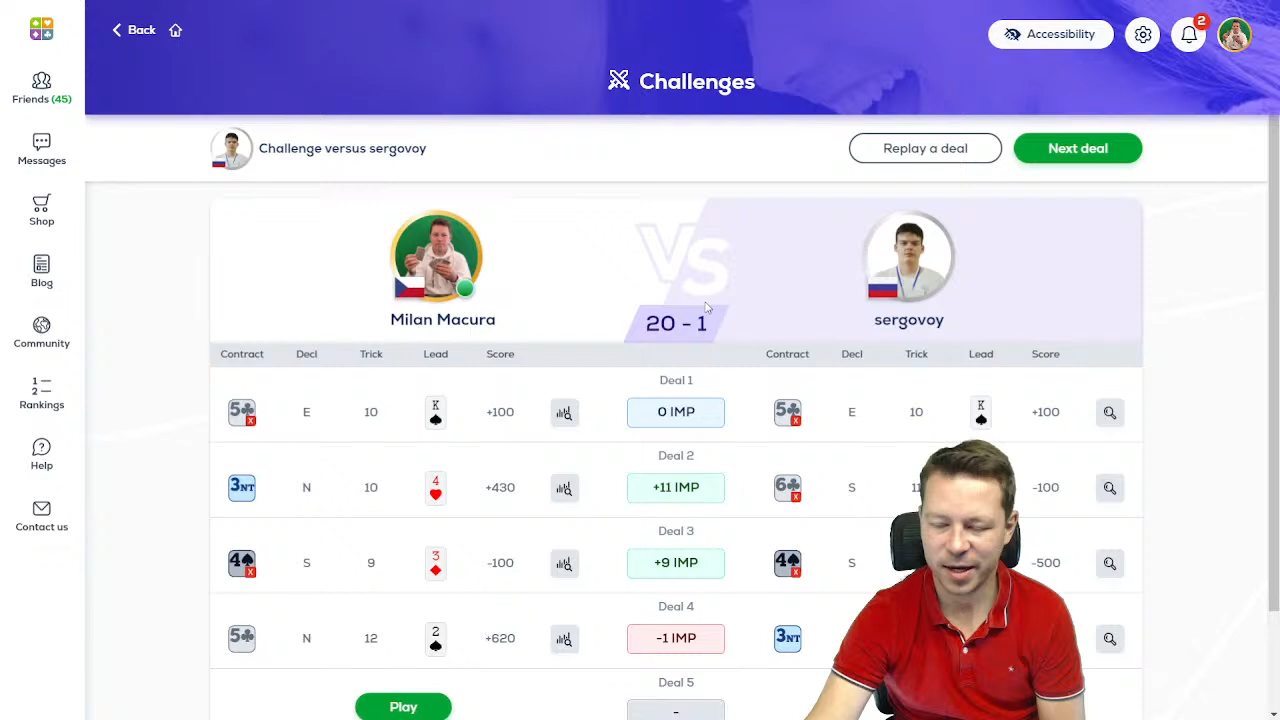 Back
Accessibility
2
Challenges
Friends (45)
Messages
Shop
Blog
Community
1
2
Rankings
Help
Contact us
Challenge versus sergovoy
Replay a deal
Next deal
VS
Milan Macura
20 - 1
sergovoy
Contract Decl Trick Lead Score Contract Decl Trick Lead Score
Deal 1
5♣ X E 10 K♠ +100 0 IMP 5♣ X E 10 K♠ +100
Deal 2
3NT N 10 4♥ +430 +11 IMP 6♣ X S 11 -100
Deal 3
4♠ X S 9 3♦ -100 +9 IMP 4♠ X S -500
Deal 4
5♣ N 12 2♠ +620 -1 IMP 3NT
Deal 5
Play -